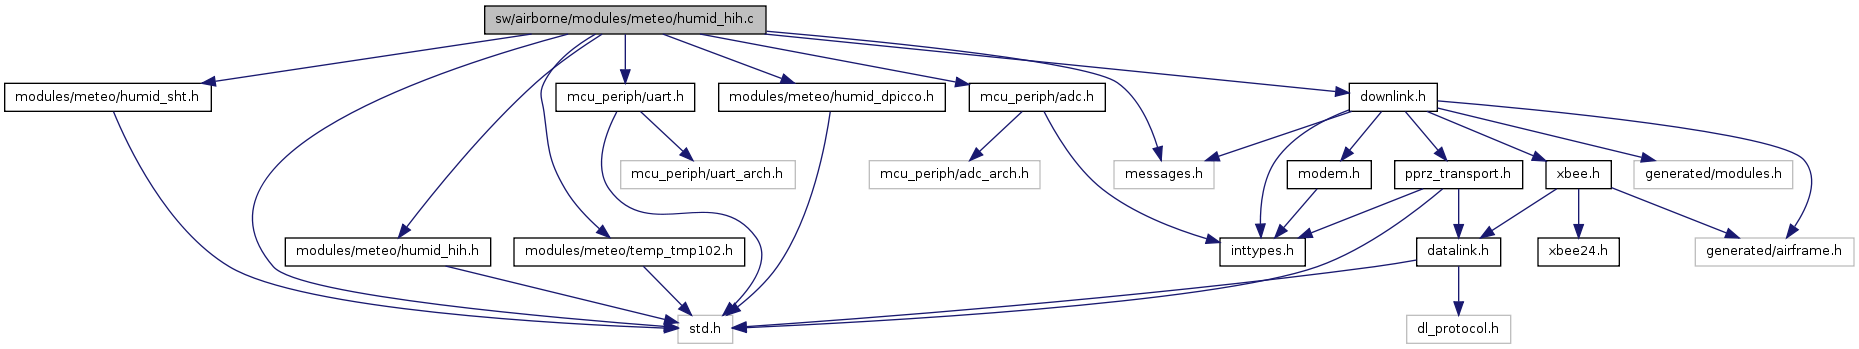 sw/airborne/modules/meteo/humid_hih.c
modules/meteo/humid_sht.h
mcu_periph/uart.h
modules/meteo/humid_dpicco.h
mcu_periph/adc.h
downlink.h
mcu_periph/uart_arch.h
mcu_periph/adc_arch.h
messages.h
modem.h
pprz_transport.h
xbee.h
generated/modules.h
modules/meteo/humid_hih.h
modules/meteo/temp_tmp102.h
inttypes.h
datalink.h
xbee24.h
generated/airframe.h
std.h
dl_protocol.h